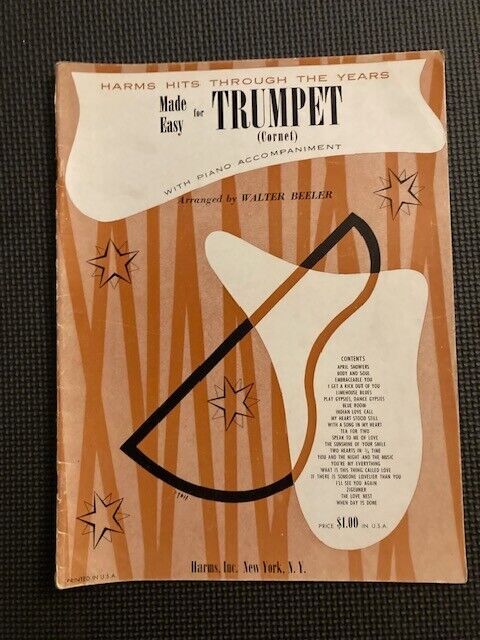 HARMS HITS THROUGH THE YEARS
Made Easy for TRUMPET
(Cornet)
WITH PIANO ACCOMPANIMENT
Arranged by WALTER BEELER
CONTENTS
APRIL SHOWERS
BODY AND SOUL
EMBRACEABLE YOU
I GET A KICK OUT OF YOU
LIMEHOUSE BLUES
PLAY GYPSIES, DANCE GYPSIES
BLUE ROOM
INDIAN LOVE CALL
MY HEART STOOD STILL
WITH A SONG IN MY HEART
TEA FOR TWO
SPEAK TO ME OF LOVE
THE SUNSHINE OF YOUR SMILE
TWO HEARTS IN ¾ TIME
YOU AND THE NIGHT AND THE MUSIC
YOU'RE MY EVERYTHING
WHAT IS THIS THING CALLED LOVE
IF THERE IS SOMEONE LOVELIER THAN YOU
I'LL SEE YOU AGAIN
ZIGEUNER
THE LOVE NEST
WHEN DAY IS DONE
PRICE $1.00 IN U.S.A.
Harms, Inc. New York, N. Y.
PRINTED IN U.S.A.